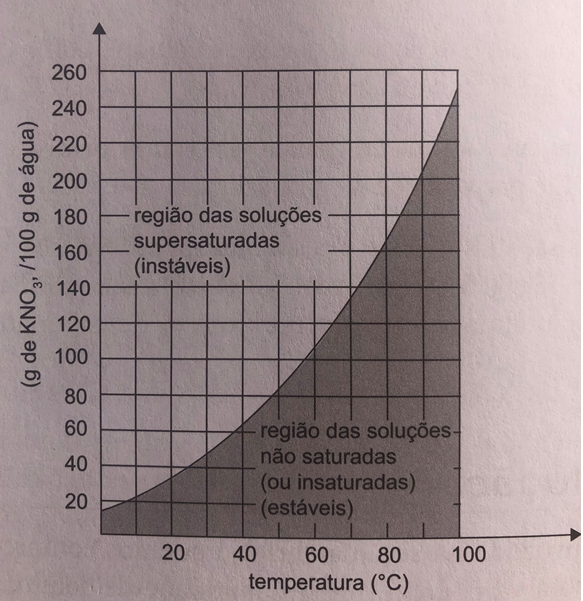 260
240
220
200
180
160
140
120
100
80
60
40
20
(g de KNO₃, /100 g de água)
região das soluções
supersaturadas
(instáveis)
região das soluções
não saturadas
(ou insaturadas)
(estáveis)
20 40 60 80 100
temperatura (°C)